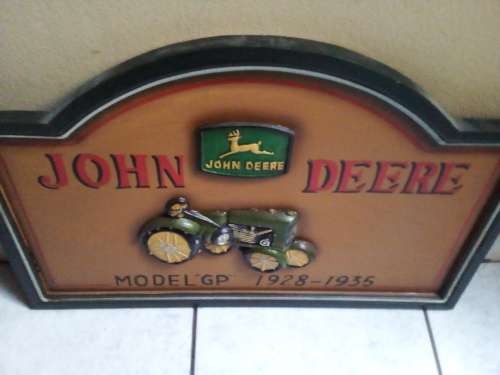 JOHN DEERE
JOHN DEERE
MODEL "GP" 1928-1935